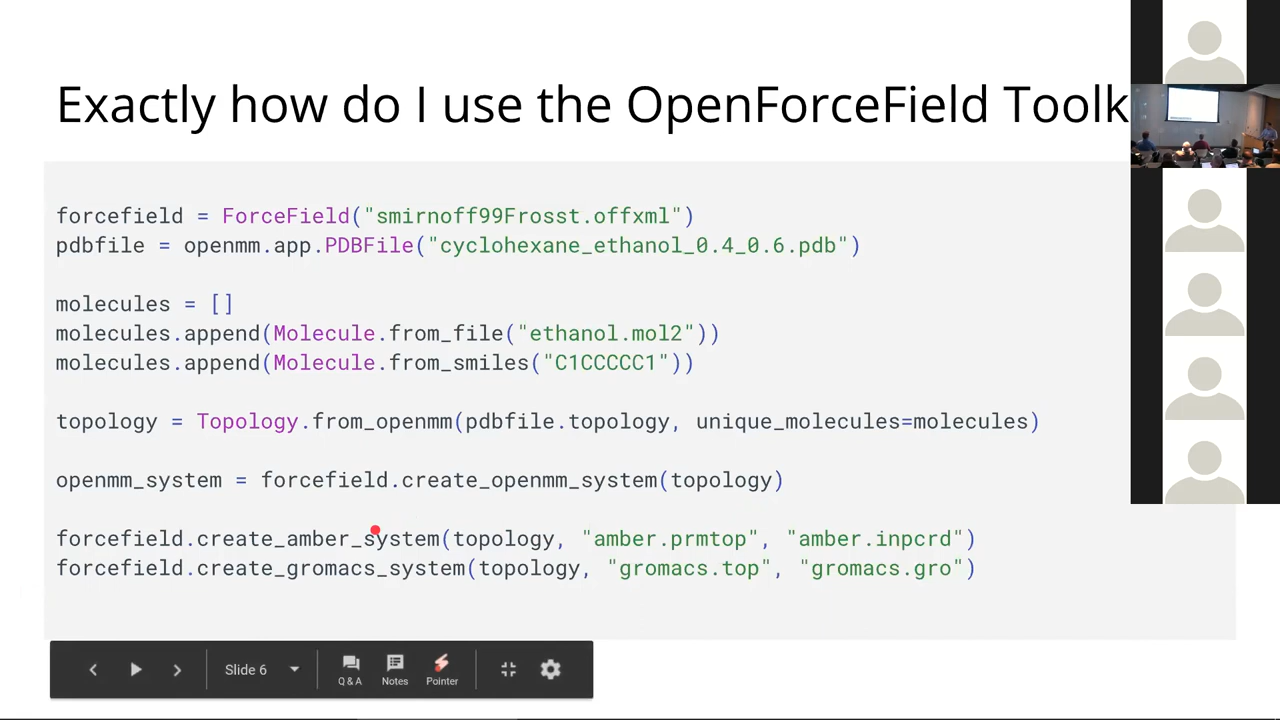 Exactly how do I use the OpenForceField Toolk
forcefield = ForceField("smirnoff99Frosst.offxml")
pdbfile = openmm.app.PDBFile("cyclohexane_ethanol_0.4_0.6.pdb")
molecules = []
molecules.append(Molecule.from_file("ethanol.mol2"))
molecules.append(Molecule.from_smiles("C1CCCCC1"))
topology = Topology.from_openmm(pdbfile.topology, unique_molecules=molecules)
openmm_system = forcefield.create_openmm_system(topology)
forcefield.create_amber_system(topology, "amber.prmtop", "amber.inpcrd")
forcefield.create_gromacs_system(topology, "gromacs.top", "gromacs.gro")
Slide 6
Q & A Notes Pointer